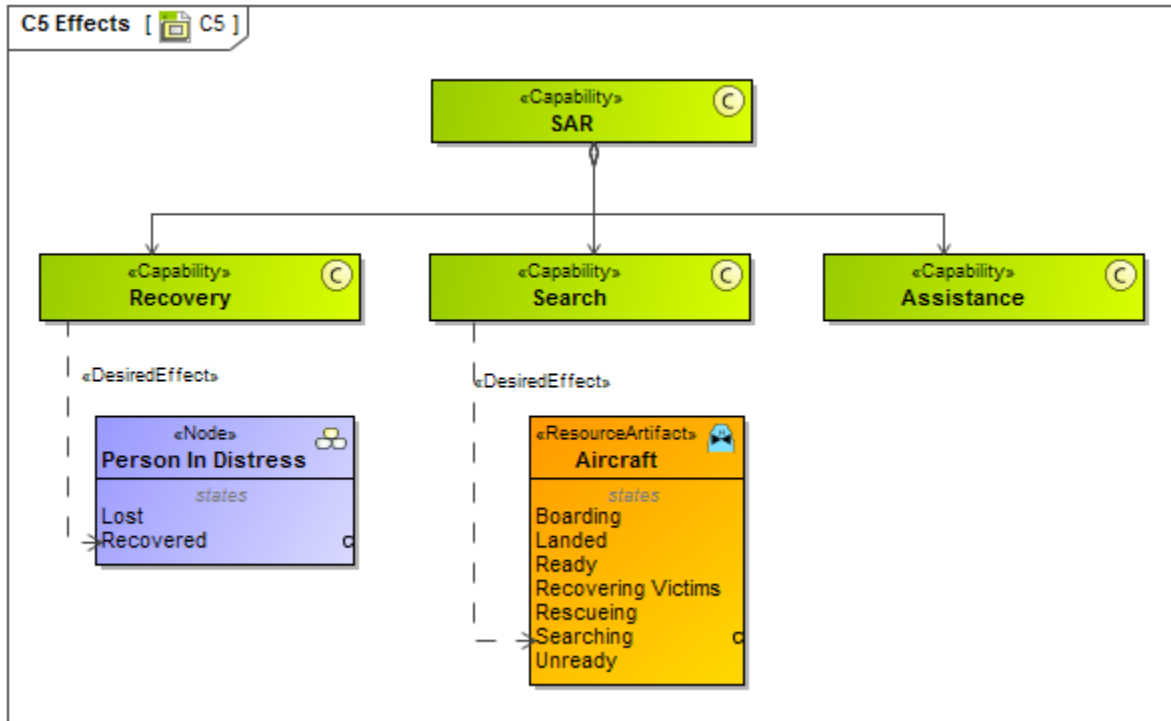 C5 Effects [ C5 ]
«Capability»
C
SAR
«Capability»
C
Recovery
«Capability»
C
Search
«Capability»
C
Assistance
«DesiredEffect»
«DesiredEffect»
«Node»
Person In Distress
states
Lost
Recovered c
«ResourceArtifact»
H
Aircraft
states
Boarding
Landed
Ready
Recovering Victims
Rescueing
Searching c
Unready